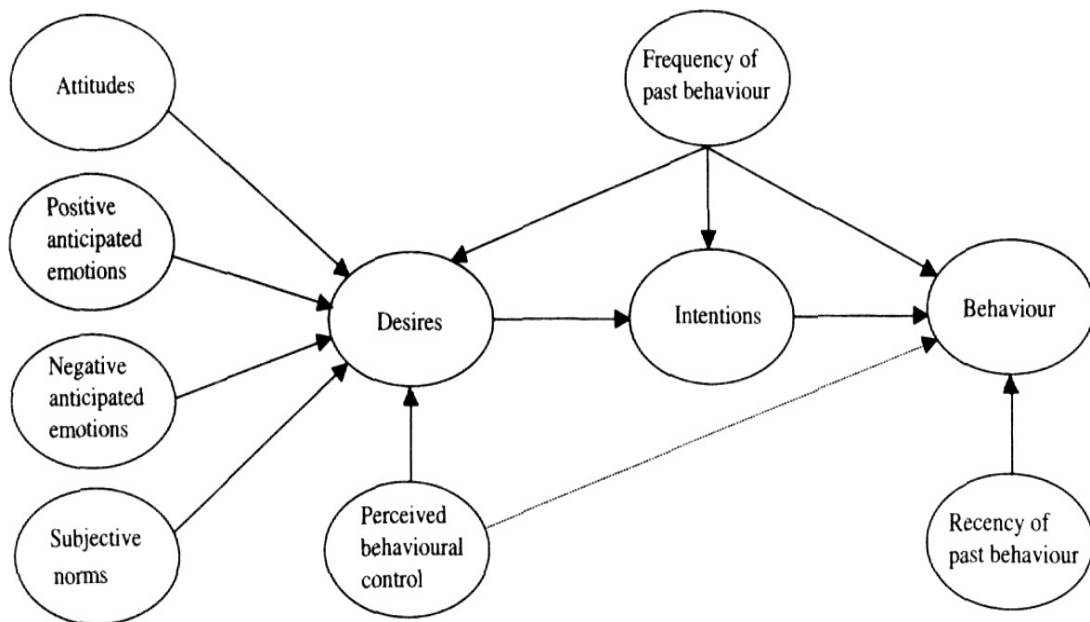 Attitudes
Frequency of
past behaviour
Positive
anticipated
emotions
Desires
Intentions
Behaviour
Negative
anticipated
emotions
Subjective
norms
Perceived
behavioural
control
Recency of
past behaviour